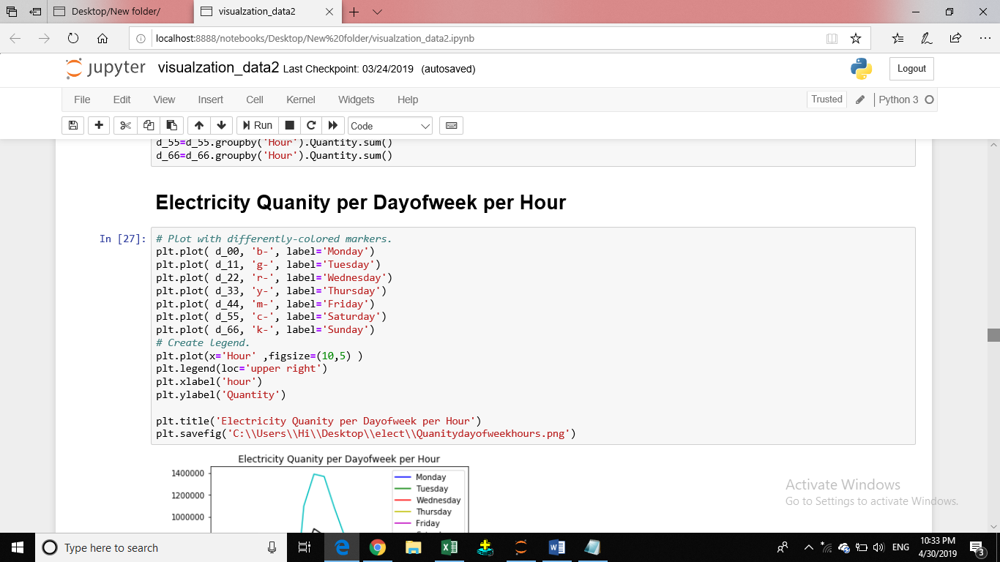 Desktop/New folder/
visualzation_data2
localhost:8888/notebooks/Desktop/New%20folder/visualzation_data2.ipynb
jupyter visualzation_data2 Last Checkpoint: 03/24/2019 (autosaved)
Logout
File Edit View Insert Cell Kernel Widgets Help
Trusted Python 3
Run Code
d_55=d_55.groupby('Hour').Quantity.sum()
d_66=d_66.groupby('Hour').Quantity.sum()
Electricity Quanity per Dayofweek per Hour
In [27]:
# Plot with differently-colored markers.
plt.plot( d_00, 'b-', label='Monday')
plt.plot( d_11, 'g-', label='Tuesday')
plt.plot( d_22, 'r-', label='Wednesday')
plt.plot( d_33, 'y-', label='Thursday')
plt.plot( d_44, 'm-', label='Friday')
plt.plot( d_55, 'c-', label='Saturday')
plt.plot( d_66, 'k-', label='Sunday')
# Create legend.
plt.plot(x='Hour' ,figsize=(10,5) )
plt.legend(loc='upper right')
plt.xlabel('hour')
plt.ylabel('Quantity')
plt.title('Electricity Quanity per Dayofweek per Hour')
plt.savefig('C:\\Users\\Hi\\Desktop\\elect\\Quanitydayofweekhours.png')
Electricity Quanity per Dayofweek per Hour
1400000
1200000
1000000
Monday
Tuesday
Wednesday
Thursday
Friday
Activate Windows
Go to Settings to activate Windows.
Type here to search
ENG
10:33 PM
4/30/2019
3